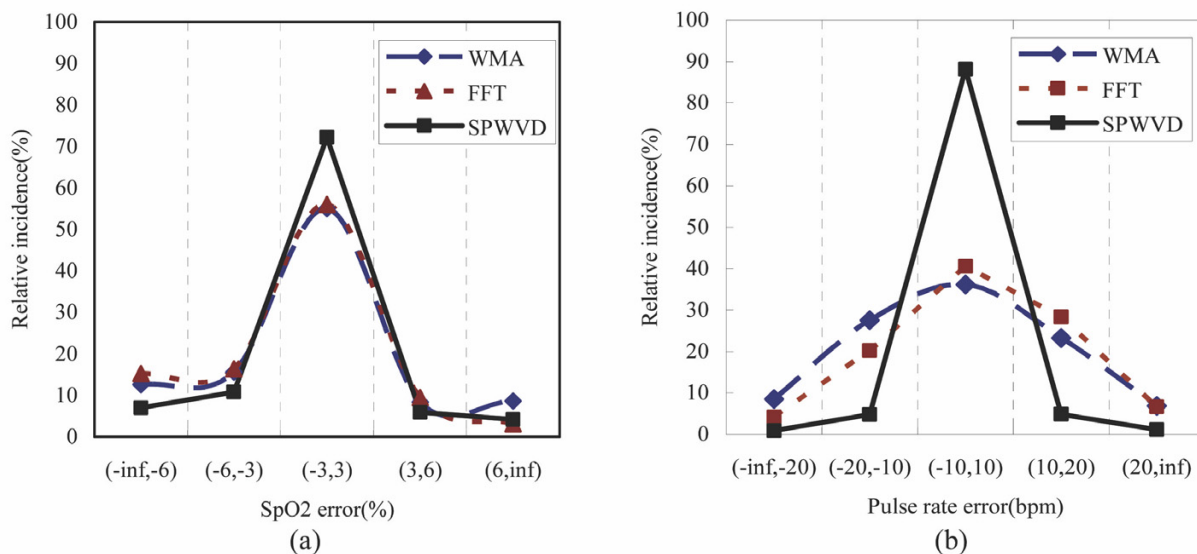 100
90
80
70
60
50
40
30
20
10
0
Relative incidence(%)
WMA
FFT
SPWVD
(-inf,-6) (-6,-3) (-3,3) (3,6) (6,inf)
SpO2 error(%)
(a)
100
90
80
70
60
50
40
30
20
10
0
Relative incidence(%)
WMA
FFT
SPWVD
(-inf,-20) (-20,-10) (-10,10) (10,20) (20,inf)
Pulse rate error(bpm)
(b)